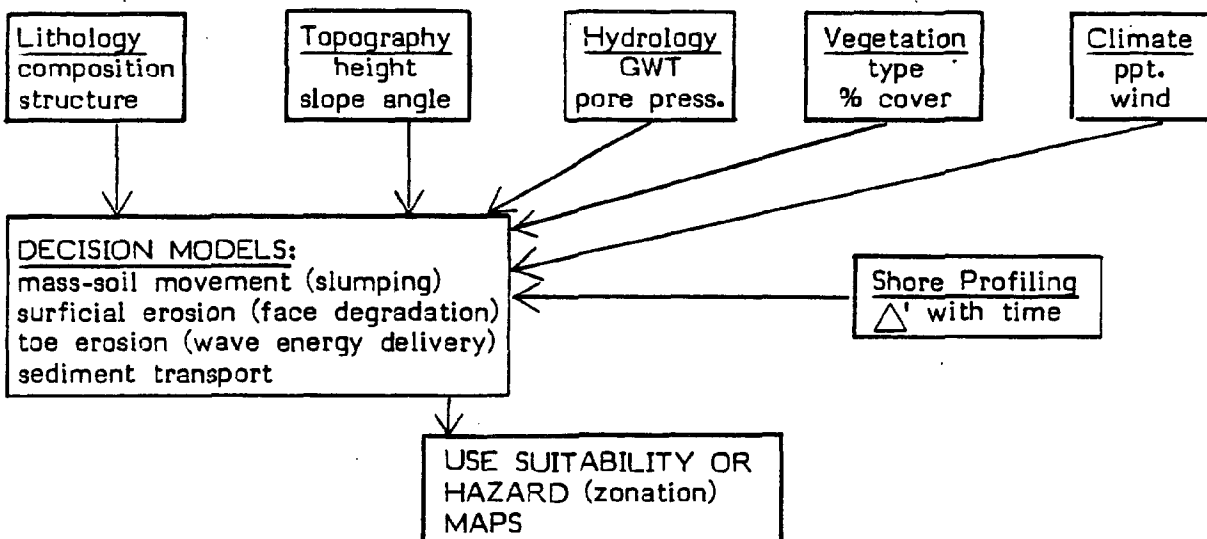 Lithology
composition
structure
Topography
height
slope angle
Hydrology
GWT
pore press.
Vegetation
type
% cover
Climate
ppt.
wind
DECISION MODELS:
mass-soil movement (slumping)
surficial erosion (face degradation)
toe erosion (wave energy delivery)
sediment transport
Shore Profiling
△' with time
USE SUITABILITY OR
HAZARD (zonation)
MAPS